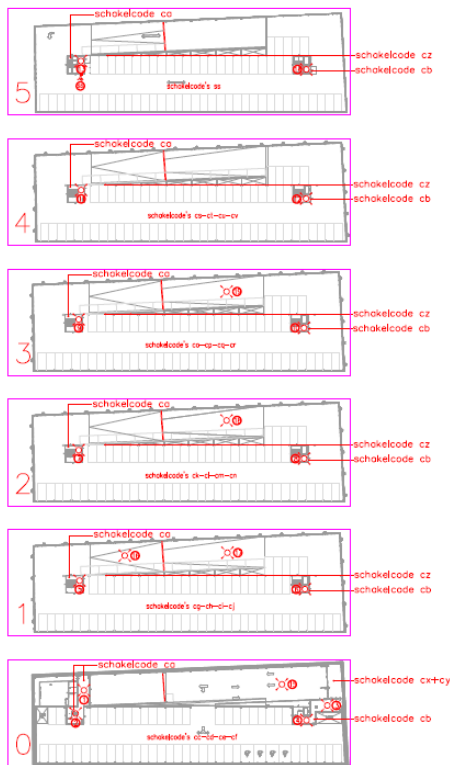 schakelcode ca
schakelcode cz
schakelcode cb
5
schakelcode's sa
schakelcode ca
schakelcode cz
schakelcode cb
4
schakelcode's cs-ct-cu-cv
schakelcode ca
schakelcode cz
schakelcode cb
3
schakelcode's co-cp-cq-cr
schakelcode ca
schakelcode cz
schakelcode cb
2
schakelcode's ck-cl-cm-cn
schakelcode ca
schakelcode cz
schakelcode cb
1
schakelcode's cg-ch-ci-cj
schakelcode ca
schakelcode cx+cy
schakelcode cb
0
schakelcode's cc-cd-ce-cf